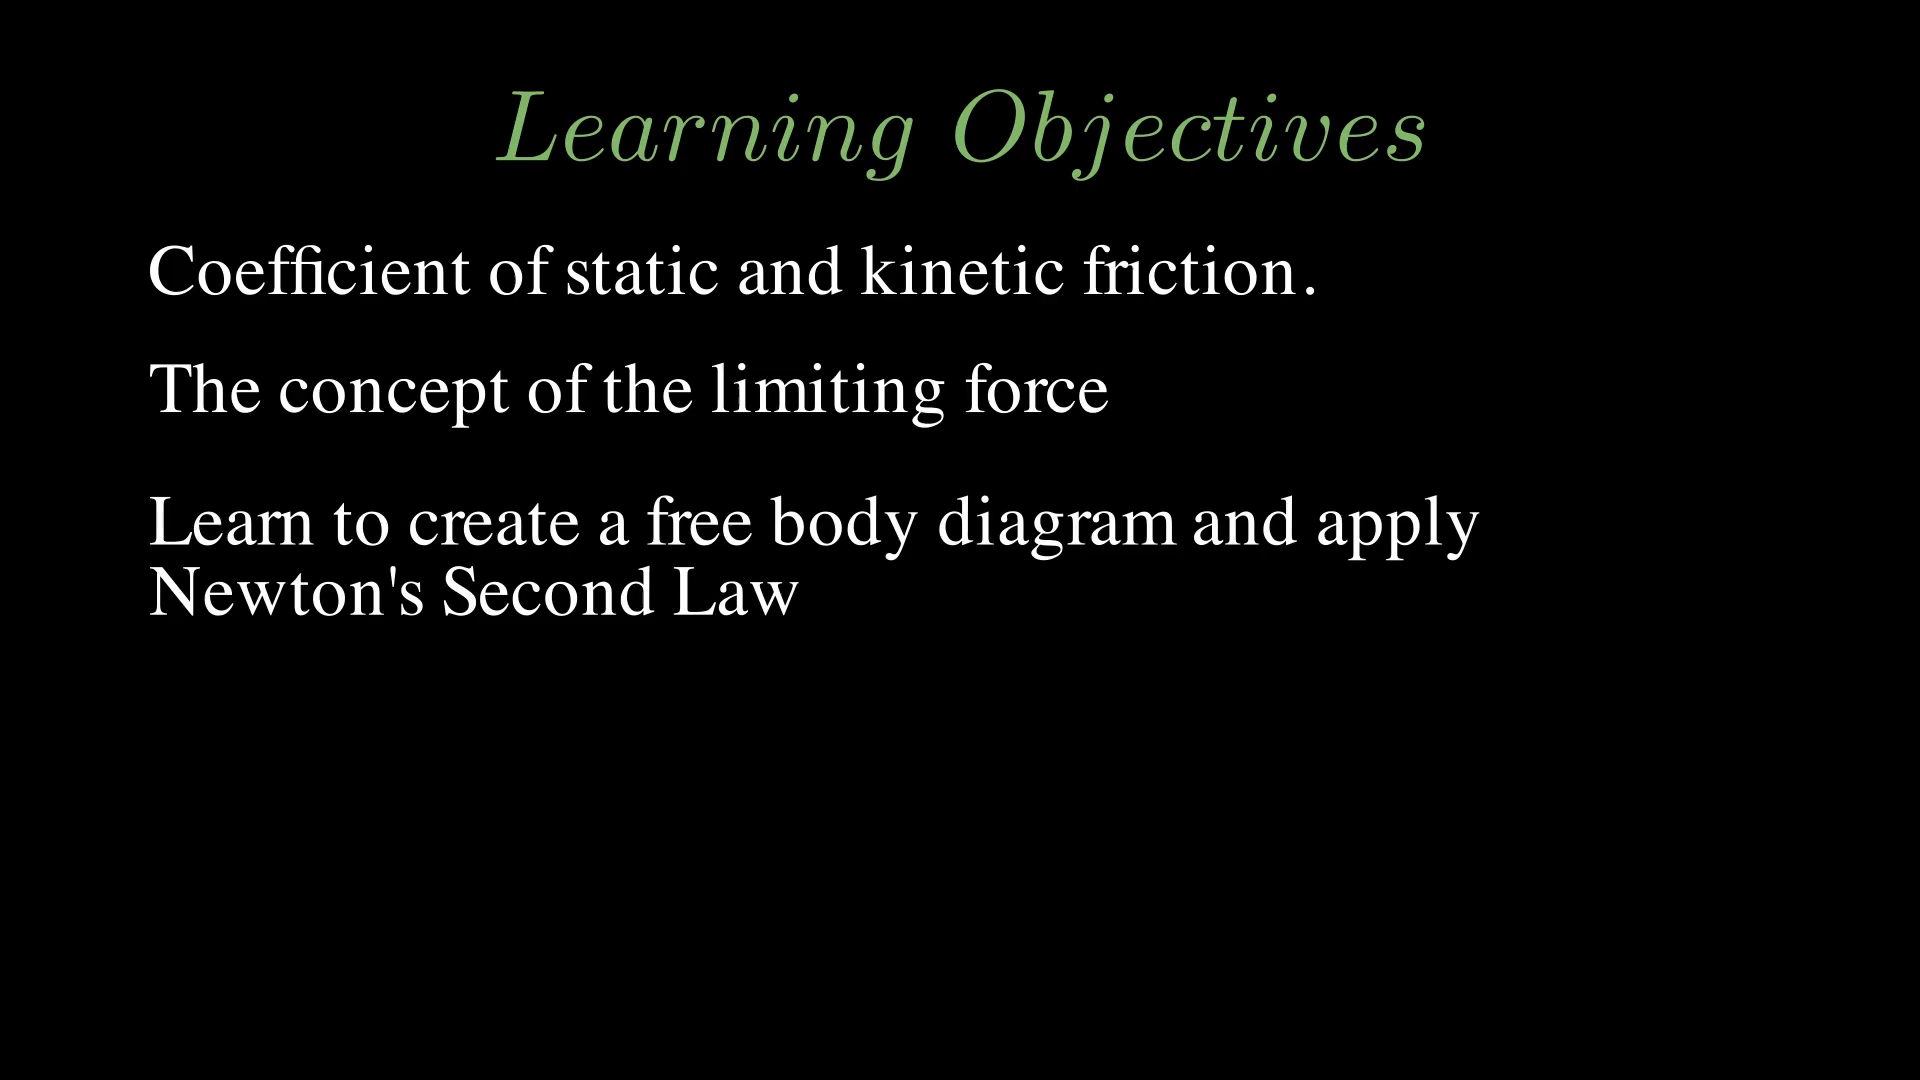 Learning Objectives
Coefficient of static and kinetic friction.
The concept of the limiting force
Learn to create a free body diagram and apply
Newton's Second Law